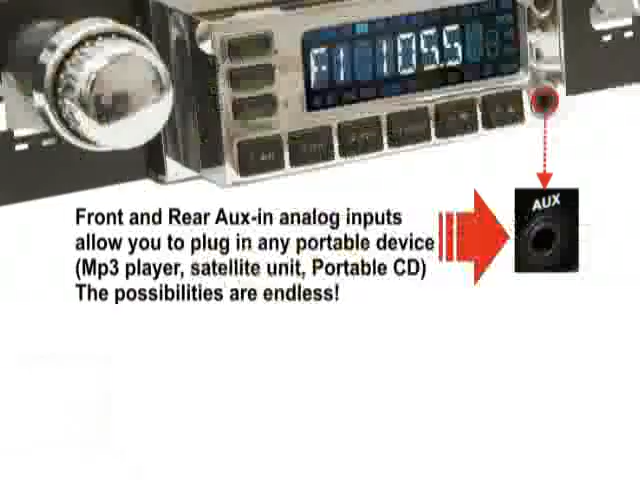 F1 105.5
AUX
Front and Rear Aux-in analog inputs
allow you to plug in any portable device
(Mp3 player, satellite unit, Portable CD)
The possibilities are endless!